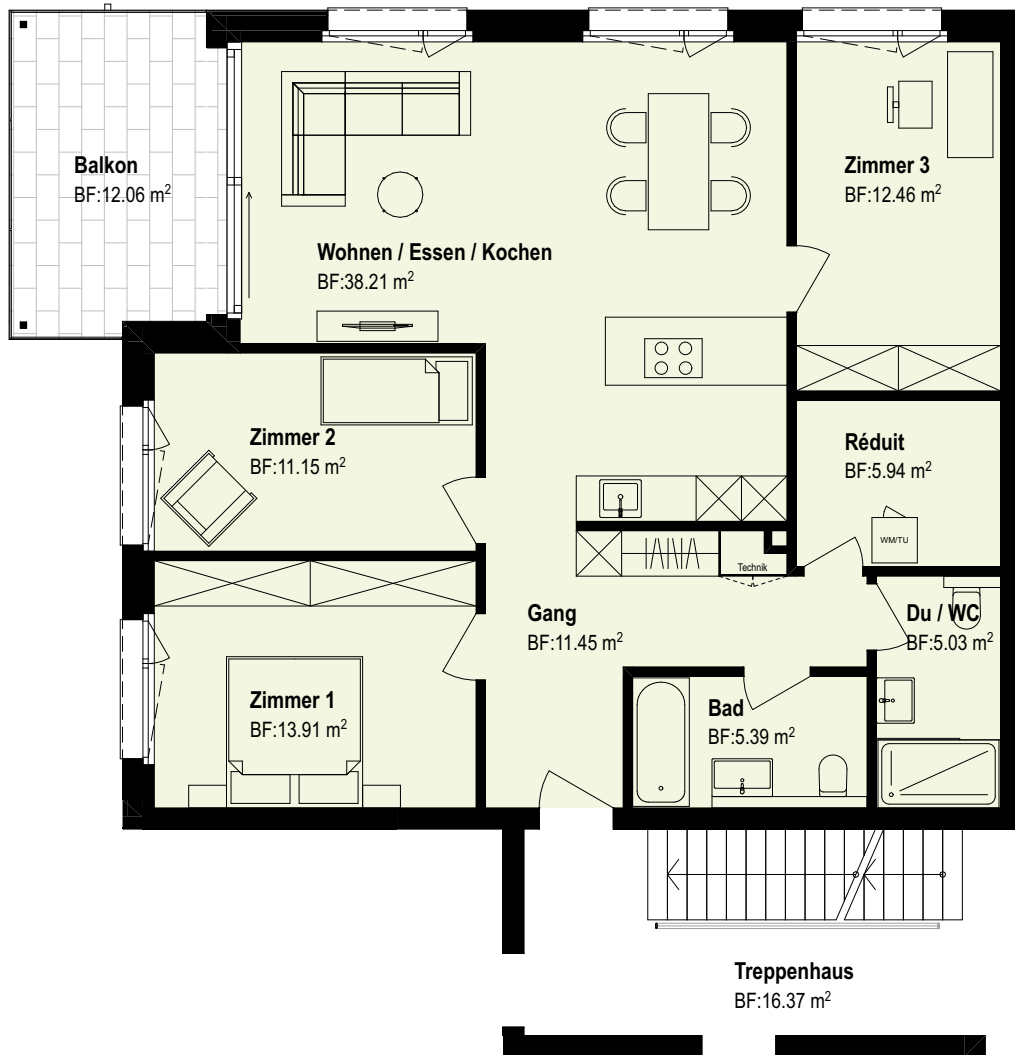 Balkon
BF:12.06 m²
Wohnen / Essen / Kochen
BF:38.21 m²
Zimmer 3
BF:12.46 m²
Zimmer 2
BF:11.15 m²
Réduit
BF:5.94 m²
WM/TU
Technik
Gang
BF:11.45 m²
Du / WC
BF:5.03 m²
Zimmer 1
BF:13.91 m²
Bad
BF:5.39 m²
Treppenhaus
BF:16.37 m²